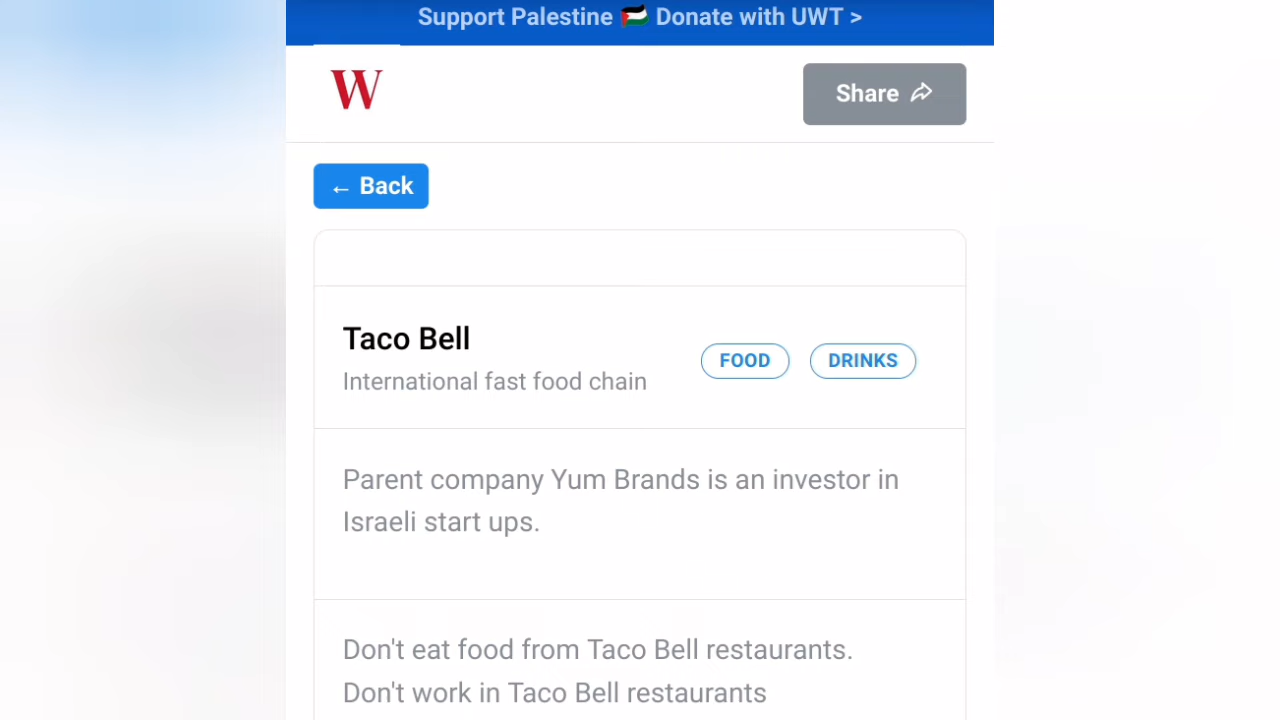 Support Palestine 🇵🇸 Donate with UWT >
W
Share
← Back
Taco Bell
FOOD
DRINKS
International fast food chain
Parent company Yum Brands is an investor in
Israeli start ups.
Don't eat food from Taco Bell restaurants.
Don't work in Taco Bell restaurants